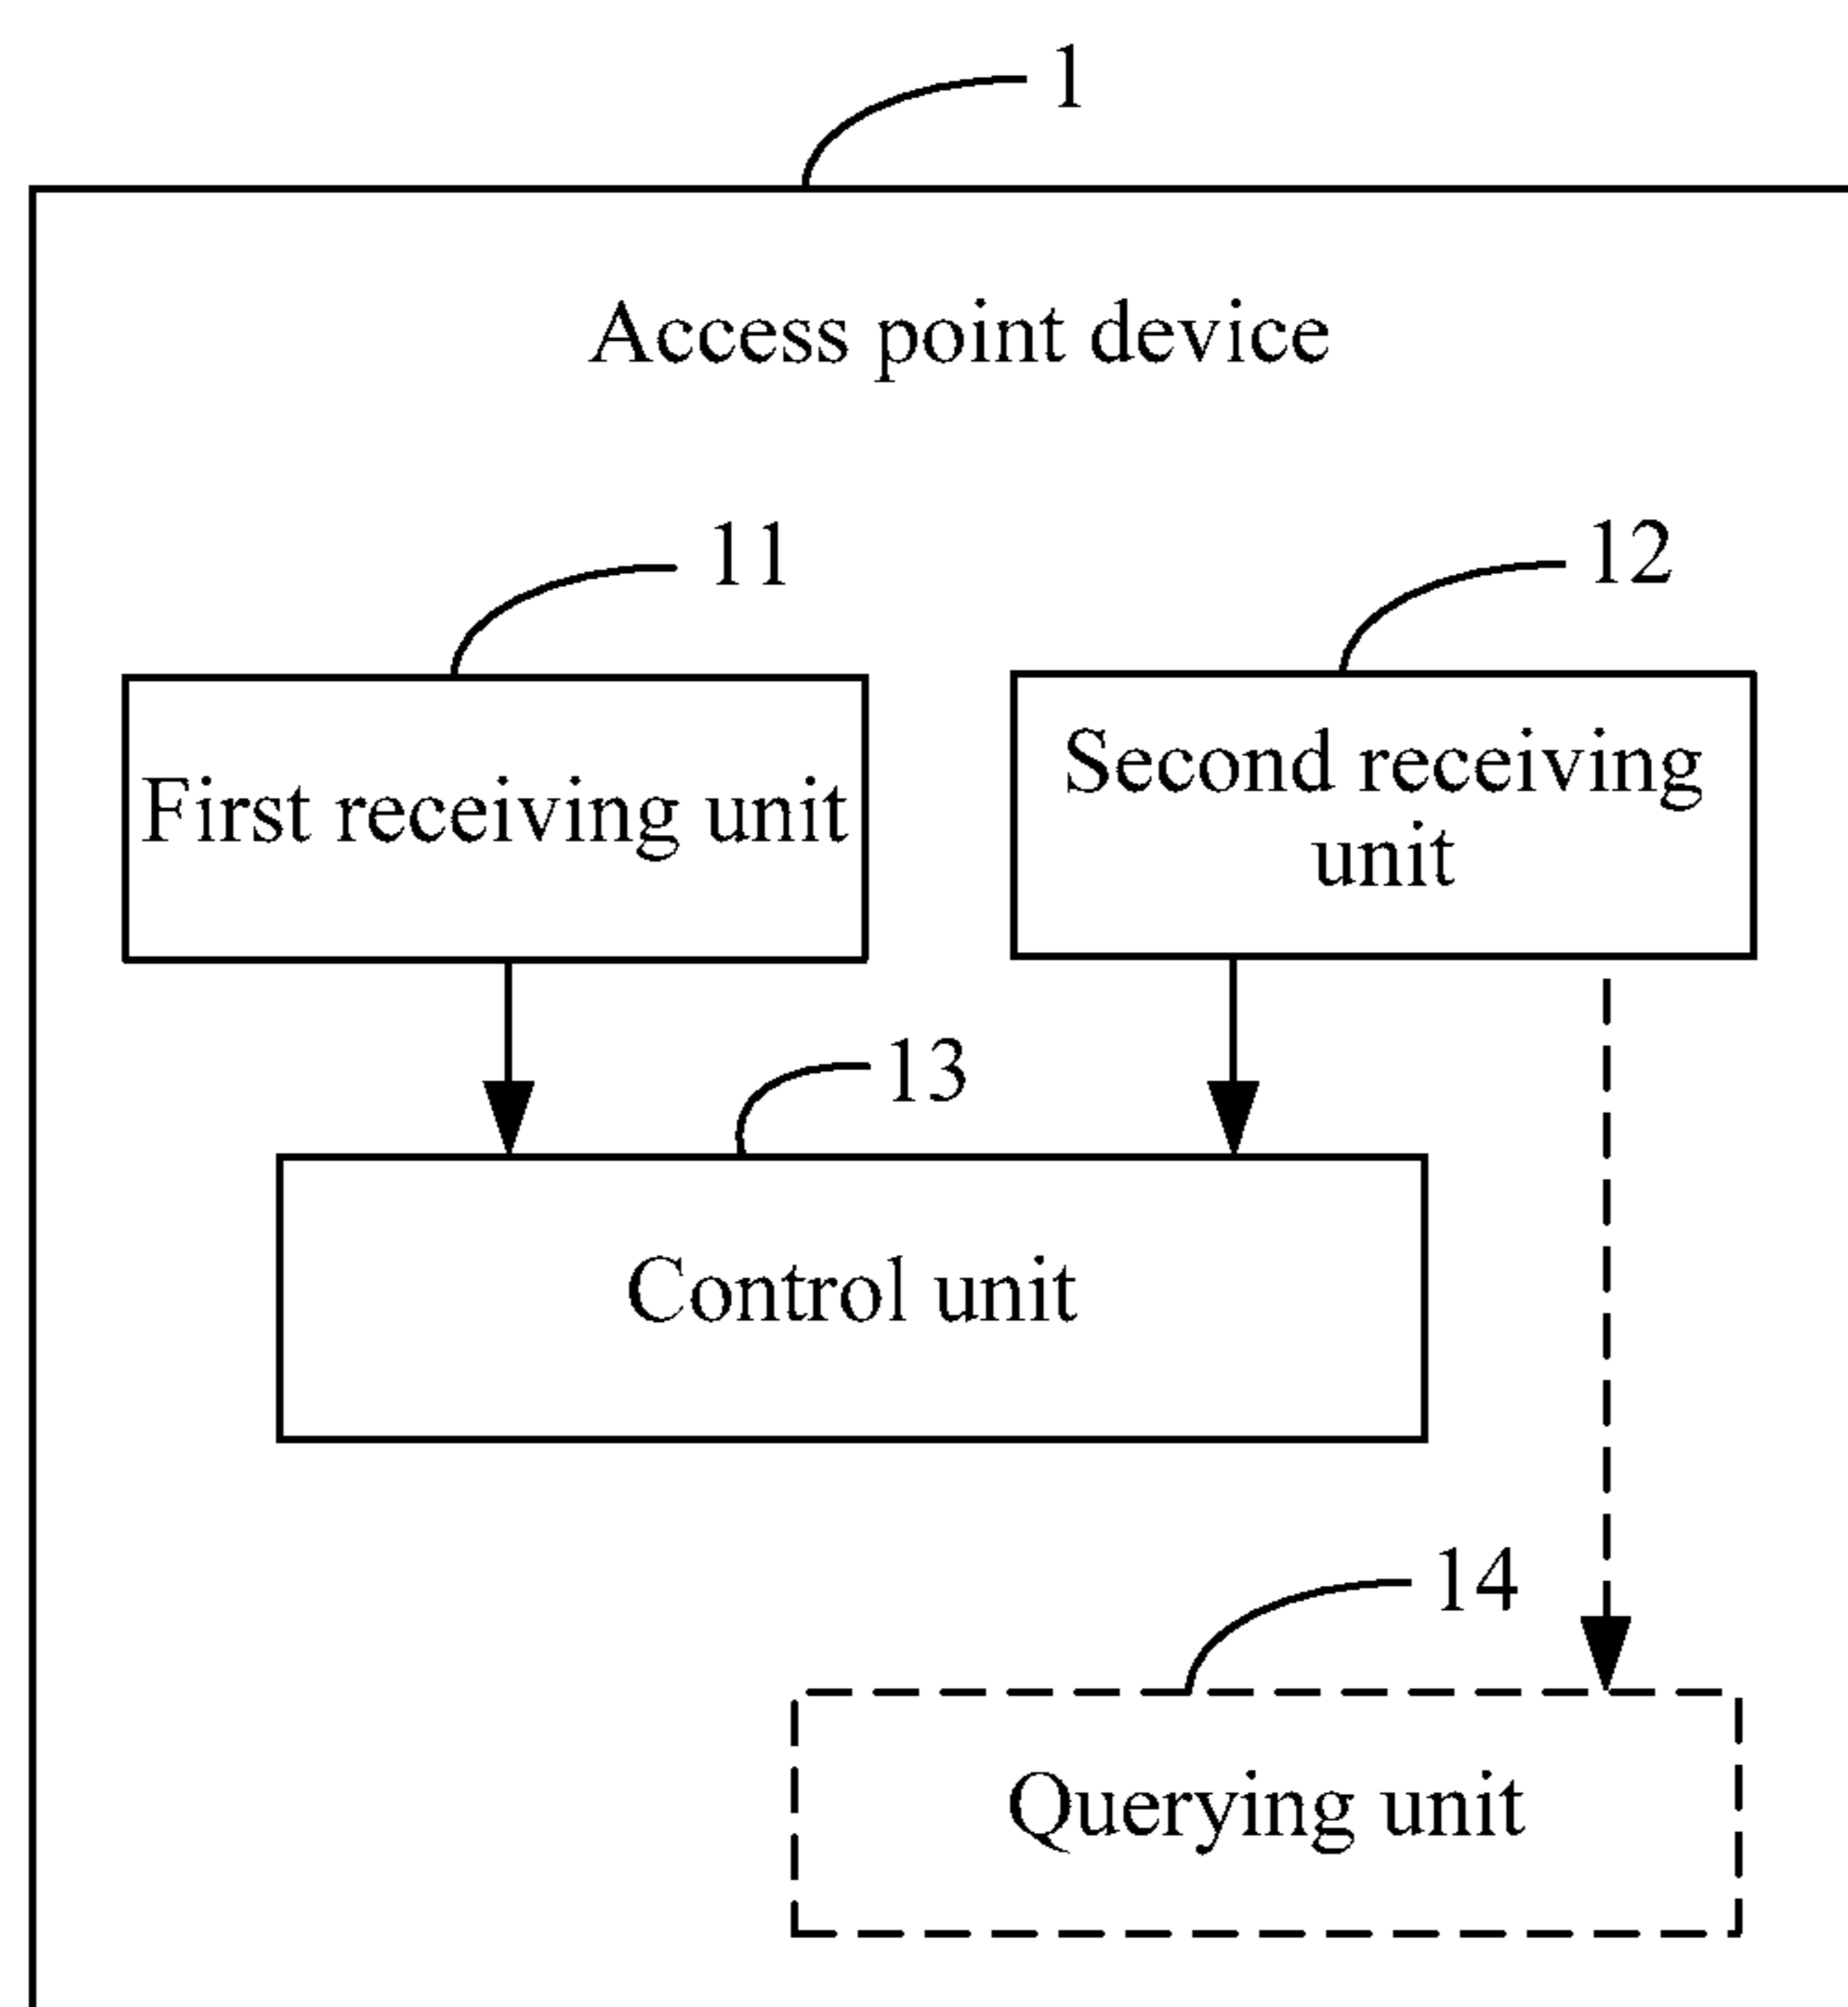 1
Access point device
11
12
First receiving unit
Second receiving
unit
13
Control unit
14
Querying unit